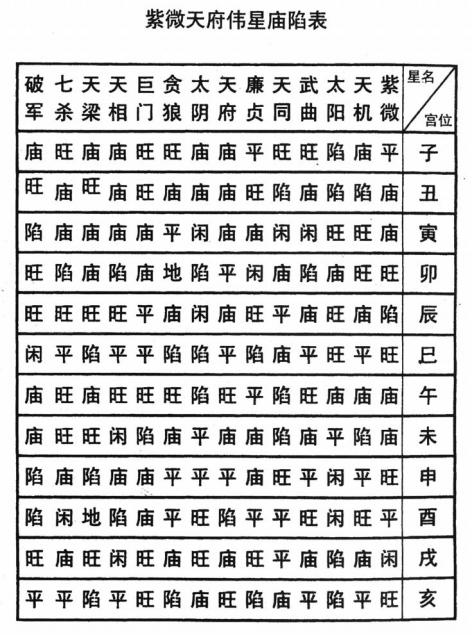 紫微天府伟星庙陷表
破军 七杀 天梁 天相 巨门 贪狼 太阴 天府 廉贞 天同 武曲 太阳 天机 紫微 星名 宫位
庙 旺 庙 庙 旺 旺 庙 庙 平 旺 旺 陷 庙 平 子
旺 庙 旺 庙 旺 庙 庙 庙 旺 陷 庙 陷 陷 庙 丑
陷 庙 庙 庙 庙 平 闲 庙 庙 闲 闲 旺 旺 庙 寅
旺 陷 庙 陷 庙 地 陷 平 闲 庙 陷 庙 旺 旺 卯
旺 旺 旺 旺 平 庙 闲 庙 旺 平 庙 旺 庙 陷 辰
闲 平 陷 平 平 陷 陷 平 陷 庙 平 旺 平 旺 巳
庙 旺 庙 旺 旺 旺 陷 旺 平 陷 旺 庙 庙 庙 午
庙 旺 旺 闲 陷 庙 平 庙 庙 陷 庙 平 陷 庙 未
陷 庙 陷 庙 庙 平 平 平 庙 旺 平 闲 平 旺 申
陷 闲 地 陷 庙 平 旺 陷 平 平 旺 闲 旺 平 酉
旺 庙 旺 闲 旺 庙 旺 庙 旺 平 庙 陷 庙 闲 戌
平 平 陷 平 旺 陷 庙 旺 陷 庙 平 陷 平 旺 亥